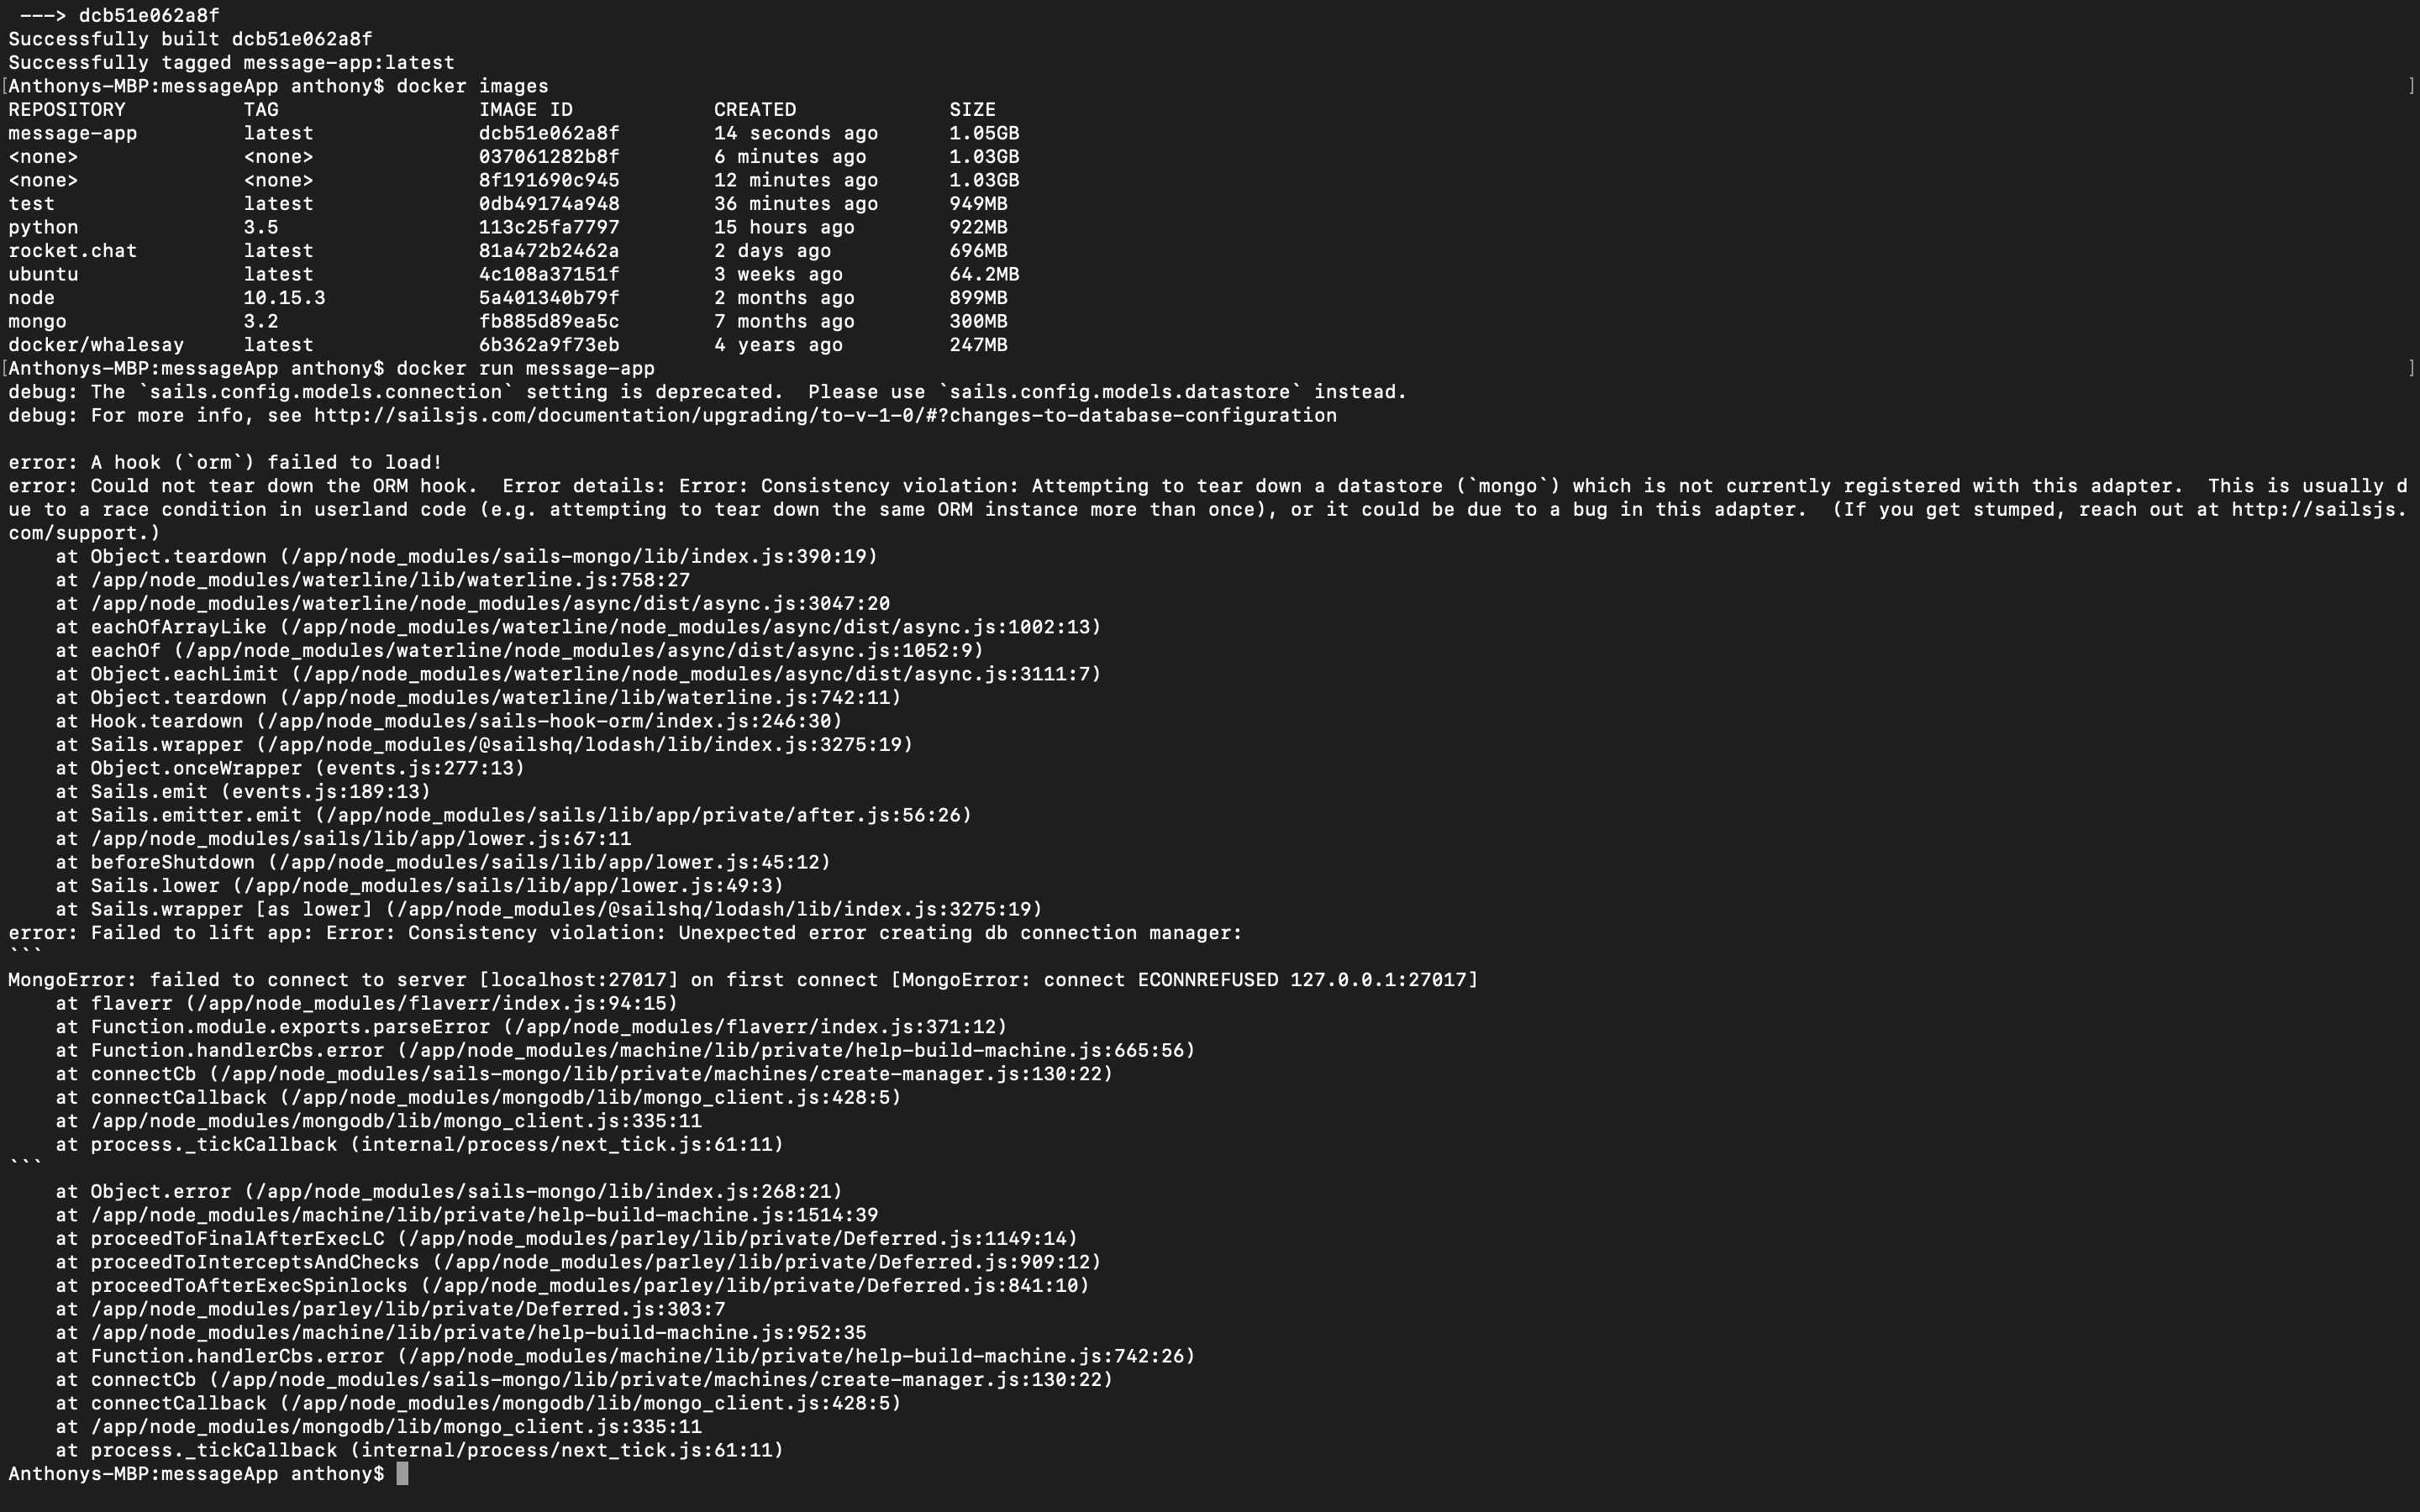 ---> dcb51e062a8f
Successfully built dcb51e062a8f
Successfully tagged message-app:latest
[Anthonys-MBP:messageApp anthony$ docker images ]
REPOSITORY          TAG                 IMAGE ID            CREATED             SIZE
message-app         latest              dcb51e062a8f        14 seconds ago      1.05GB
<none>              <none>              037061282b8f        6 minutes ago       1.03GB
<none>              <none>              8f191690c945        12 minutes ago      1.03GB
test                latest              0db49174a948        36 minutes ago      949MB
python              3.5                 113c25fa7797        15 hours ago        922MB
rocket.chat         latest              81a472b2462a        2 days ago          696MB
ubuntu              latest              4c108a37151f        3 weeks ago         64.2MB
node                10.15.3             5a401340b79f        2 months ago        899MB
mongo               3.2                 fb885d89ea5c        7 months ago        300MB
docker/whalesay     latest              6b362a9f73eb        4 years ago         247MB
[Anthonys-MBP:messageApp anthony$ docker run message-app ]
debug: The `sails.config.models.connection` setting is deprecated.  Please use `sails.config.models.datastore` instead.
debug: For more info, see http://sailsjs.com/documentation/upgrading/to-v-1-0/#?changes-to-database-configuration

error: A hook (`orm`) failed to load!
error: Could not tear down the ORM hook.  Error details: Error: Consistency violation: Attempting to tear down a datastore (`mongo`) which is not currently registered with this adapter.  This is usually d
ue to a race condition in userland code (e.g. attempting to tear down the same ORM instance more than once), or it could be due to a bug in this adapter.  (If you get stumped, reach out at http://sailsjs.
com/support.)
    at Object.teardown (/app/node_modules/sails-mongo/lib/index.js:390:19)
    at /app/node_modules/waterline/lib/waterline.js:758:27
    at /app/node_modules/waterline/node_modules/async/dist/async.js:3047:20
    at eachOfArrayLike (/app/node_modules/waterline/node_modules/async/dist/async.js:1002:13)
    at eachOf (/app/node_modules/waterline/node_modules/async/dist/async.js:1052:9)
    at Object.eachLimit (/app/node_modules/waterline/node_modules/async/dist/async.js:3111:7)
    at Object.teardown (/app/node_modules/waterline/lib/waterline.js:742:11)
    at Hook.teardown (/app/node_modules/sails-hook-orm/index.js:246:30)
    at Sails.wrapper (/app/node_modules/@sailshq/lodash/lib/index.js:3275:19)
    at Object.onceWrapper (events.js:277:13)
    at Sails.emit (events.js:189:13)
    at Sails.emitter.emit (/app/node_modules/sails/lib/app/private/after.js:56:26)
    at /app/node_modules/sails/lib/app/lower.js:67:11
    at beforeShutdown (/app/node_modules/sails/lib/app/lower.js:45:12)
    at Sails.lower (/app/node_modules/sails/lib/app/lower.js:49:3)
    at Sails.wrapper [as lower] (/app/node_modules/@sailshq/lodash/lib/index.js:3275:19)
error: Failed to lift app: Error: Consistency violation: Unexpected error creating db connection manager:
```
MongoError: failed to connect to server [localhost:27017] on first connect [MongoError: connect ECONNREFUSED 127.0.0.1:27017]
    at flaverr (/app/node_modules/flaverr/index.js:94:15)
    at Function.module.exports.parseError (/app/node_modules/flaverr/index.js:371:12)
    at Function.handlerCbs.error (/app/node_modules/machine/lib/private/help-build-machine.js:665:56)
    at connectCb (/app/node_modules/sails-mongo/lib/private/machines/create-manager.js:130:22)
    at connectCallback (/app/node_modules/mongodb/lib/mongo_client.js:428:5)
    at /app/node_modules/mongodb/lib/mongo_client.js:335:11
    at process._tickCallback (internal/process/next_tick.js:61:11)
```
    at Object.error (/app/node_modules/sails-mongo/lib/index.js:268:21)
    at /app/node_modules/machine/lib/private/help-build-machine.js:1514:39
    at proceedToFinalAfterExecLC (/app/node_modules/parley/lib/private/Deferred.js:1149:14)
    at proceedToInterceptsAndChecks (/app/node_modules/parley/lib/private/Deferred.js:909:12)
    at proceedToAfterExecSpinlocks (/app/node_modules/parley/lib/private/Deferred.js:841:10)
    at /app/node_modules/parley/lib/private/Deferred.js:303:7
    at /app/node_modules/machine/lib/private/help-build-machine.js:952:35
    at Function.handlerCbs.error (/app/node_modules/machine/lib/private/help-build-machine.js:742:26)
    at connectCb (/app/node_modules/sails-mongo/lib/private/machines/create-manager.js:130:22)
    at connectCallback (/app/node_modules/mongodb/lib/mongo_client.js:428:5)
    at /app/node_modules/mongodb/lib/mongo_client.js:335:11
    at process._tickCallback (internal/process/next_tick.js:61:11)
Anthonys-MBP:messageApp anthony$